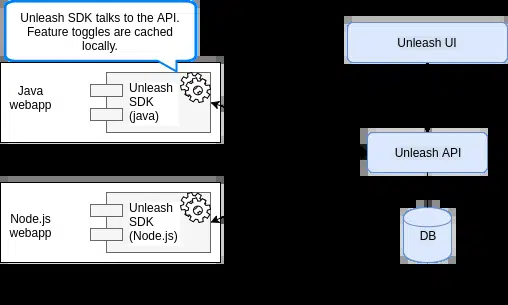 Unleash SDK talks to the API.
Feature toggles are cached
locally.
Unleash UI
Java
webapp
Unleash
SDK
(java)
Unleash API
Node.js
webapp
Unleash
SDK
(Node.js)
DB